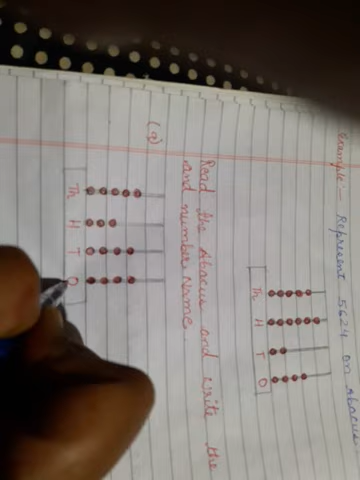 Example:- Represent 5624 on Abacus.
Th H T O
Read the Abacus and write the
and number Name.
(a)
Th H T O